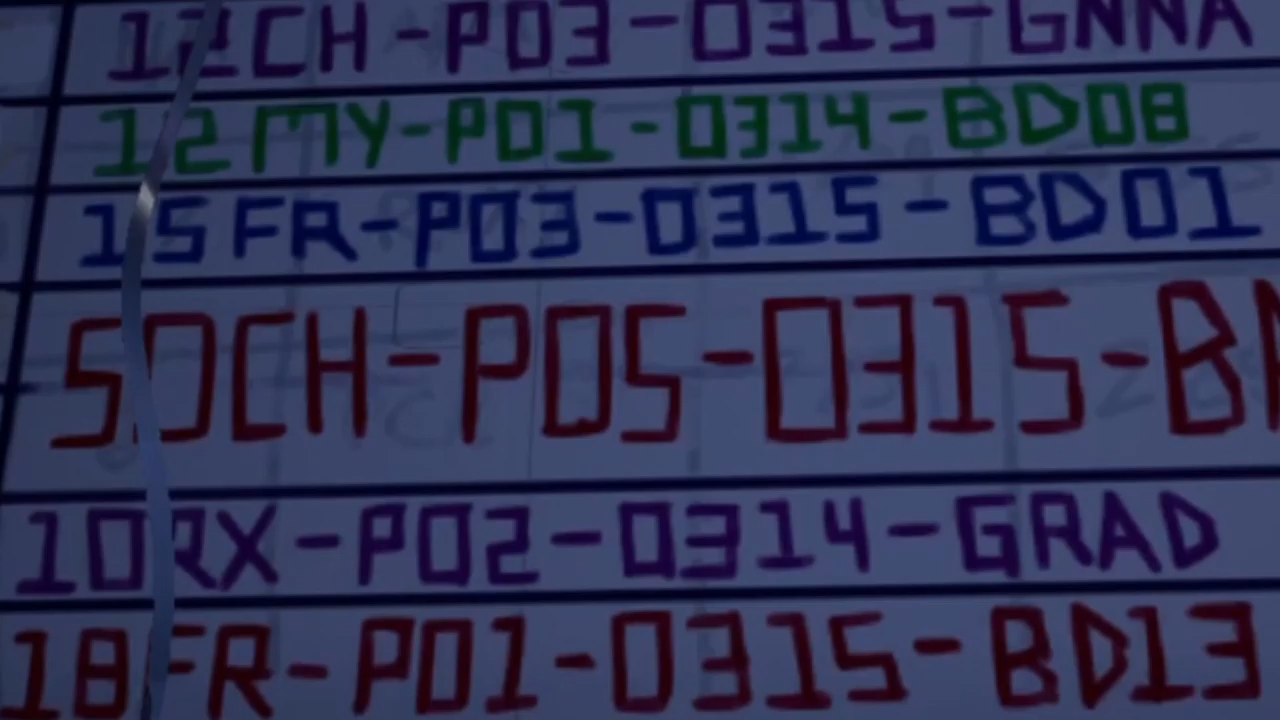 12CH-P03-0315-GNNA
12MY-P01-0314-BD08
15FR-P03-0315-BD01
50CH-P05-0315-B
10RX-P02-0314-GRAD
18FR-P01-0315-BD13